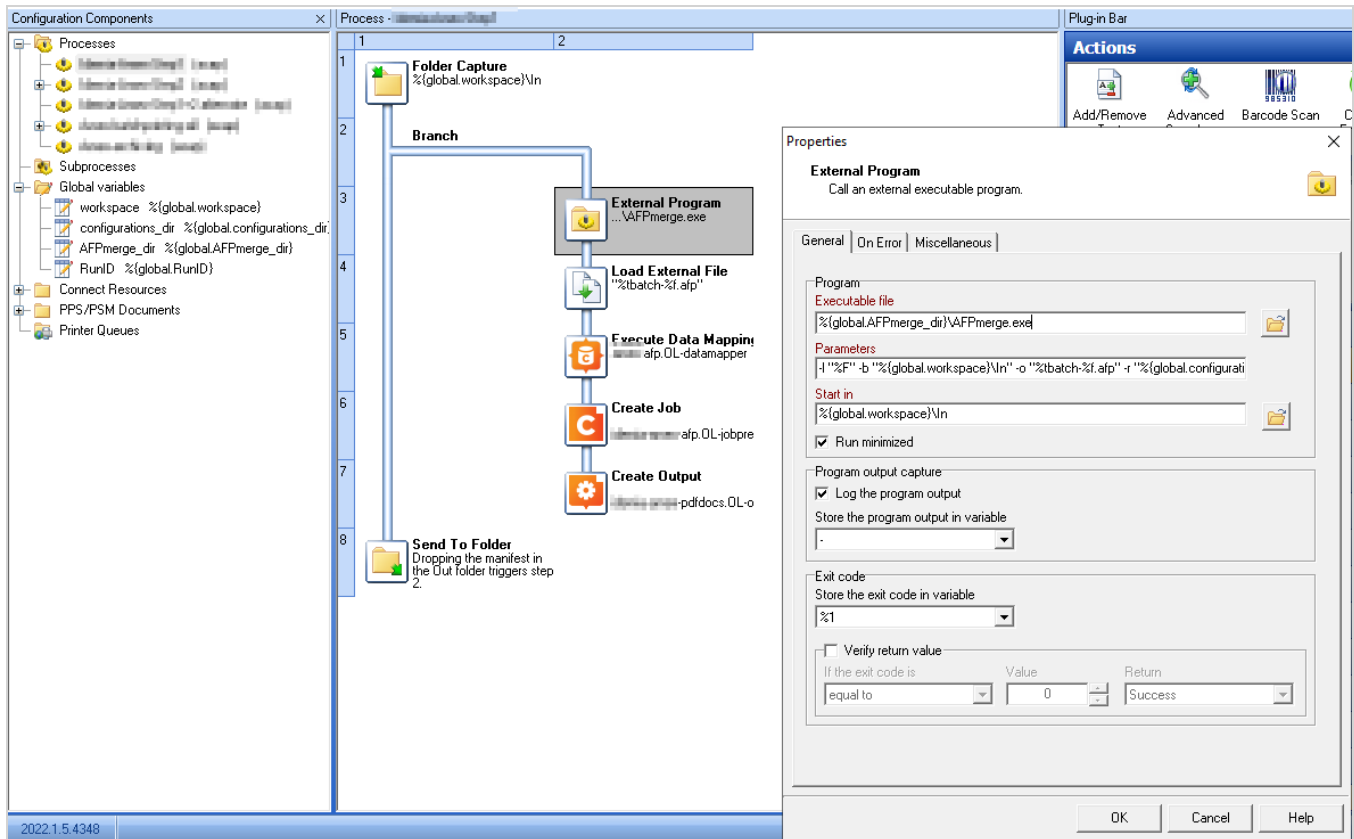 Configuration Components
Processes
Subprocesses
Global variables
workspace %{global.workspace}
configurations_dir %{global.configurations_dir
AFPmerge_dir %{global.AFPmerge_dir}
RunID %{global.RunID}
Connect Resources
PPS/PSM Documents
Printer Queues
2022.1.5.4348
Process -
1 2
1
Folder Capture
%{global.workspace}\In
2
Branch
3
External Program
...\AFPmerge.exe
4
Load External File
"%tbatch-%f.afp"
5
Execute Data Mapping
afp.OL-datamapper
6
Create Job
afp.OL-jobpre
7
Create Output
-pdfdocs.OL-o
8
Send To Folder
Dropping the manifest in
the Out folder triggers step
2.
Plug-in Bar
Actions
Add/Remove Advanced Barcode Scan
Properties
External Program
Call an external executable program.
General On Error Miscellaneous
Program
Executable file
%{global.AFPmerge_dir}\AFPmerge.exe
Parameters
-l "%F" -b "%{global.workspace}\In" -o "%tbatch-%f.afp" -r "%{global.configurati
Start in
%{global.workspace}\In
Run minimized
Program output capture
Log the program output
Store the program output in variable
-
Exit code
Store the exit code in variable
%1
Verify return value
If the exit code is Value Return
equal to 0 Success
OK Cancel Help